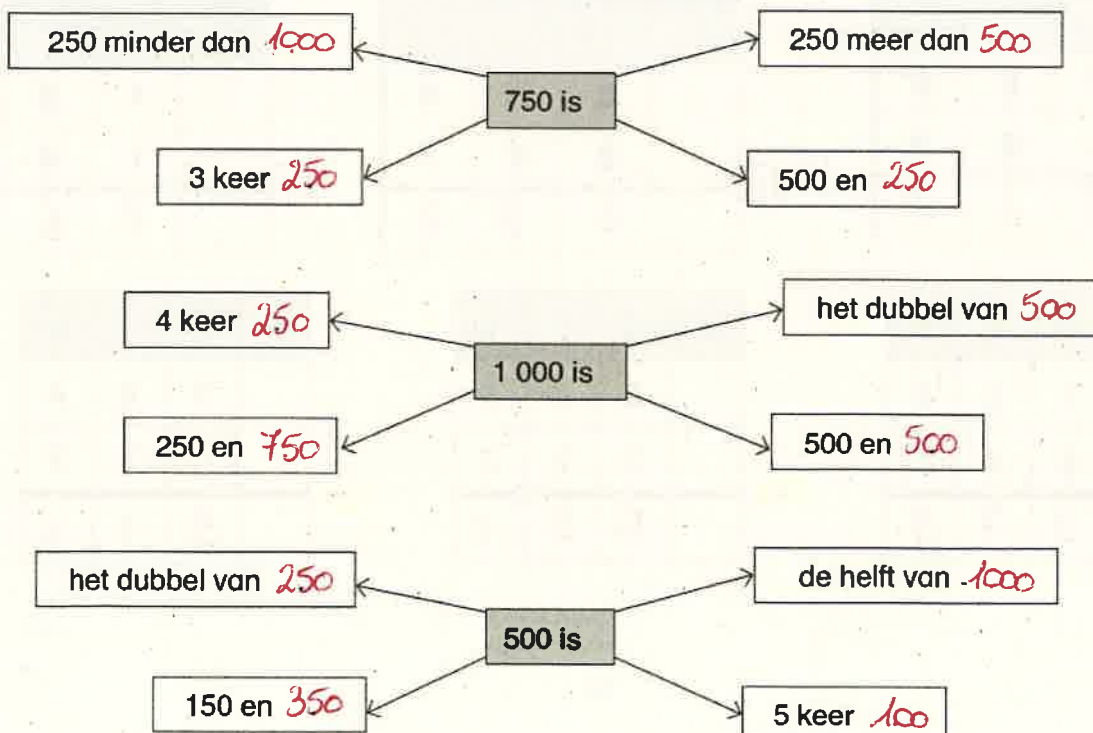 250 minder dan 1000
250 meer dan 500
750 is
3 keer 250
500 en 250
4 keer 250
het dubbel van 500
1 000 is
250 en 750
500 en 500
het dubbel van 250
de helft van 1000
500 is
150 en 350
5 keer 100